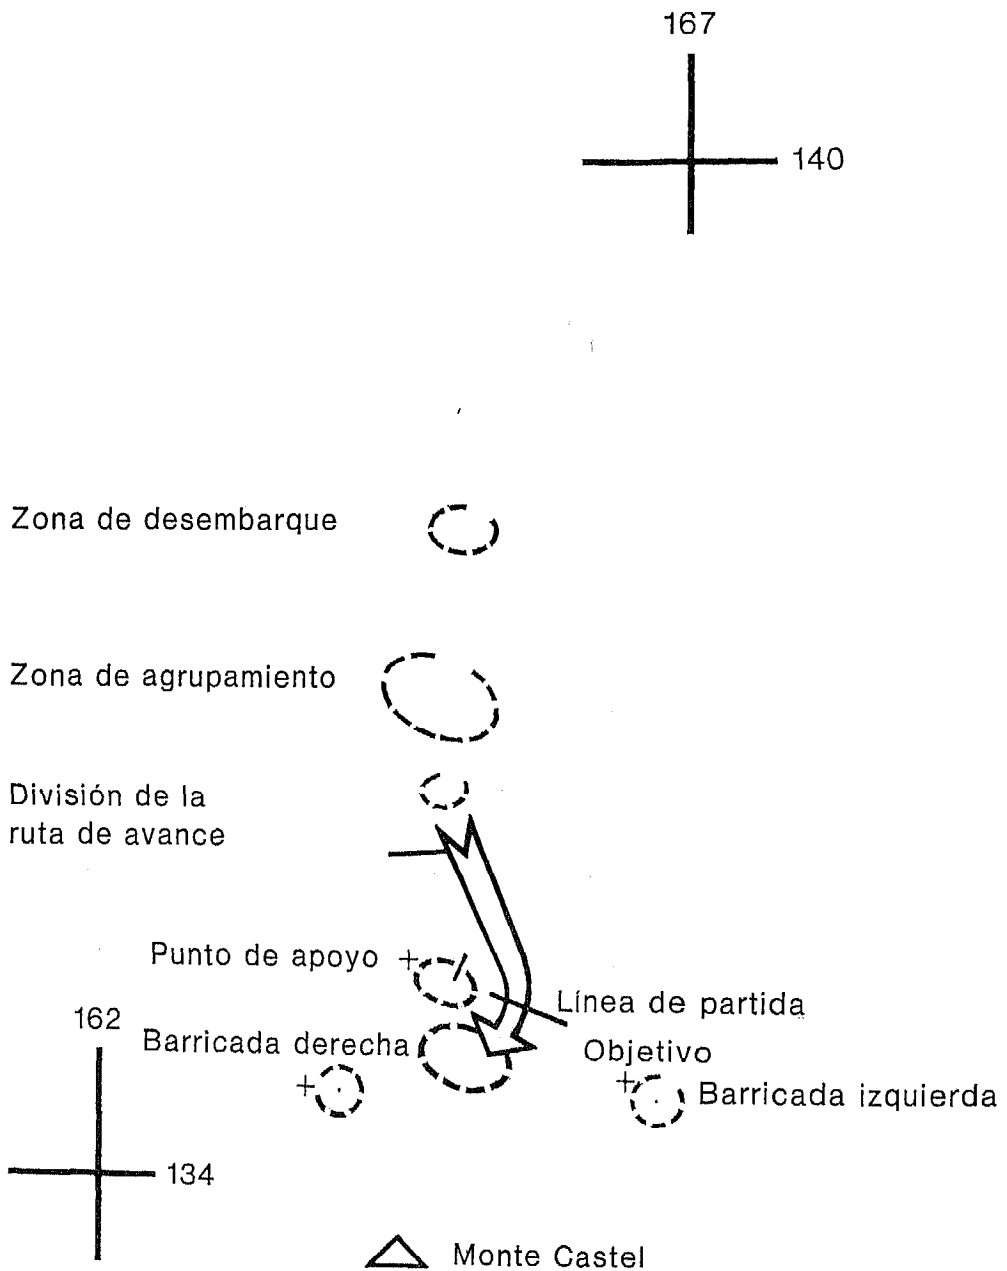 167
140
Zona de desembarque
Zona de agrupamiento
División de la
ruta de avance
Punto de apoyo
Línea de partida
162
Barricada derecha
Objetivo
Barricada izquierda
134
Monte Castel